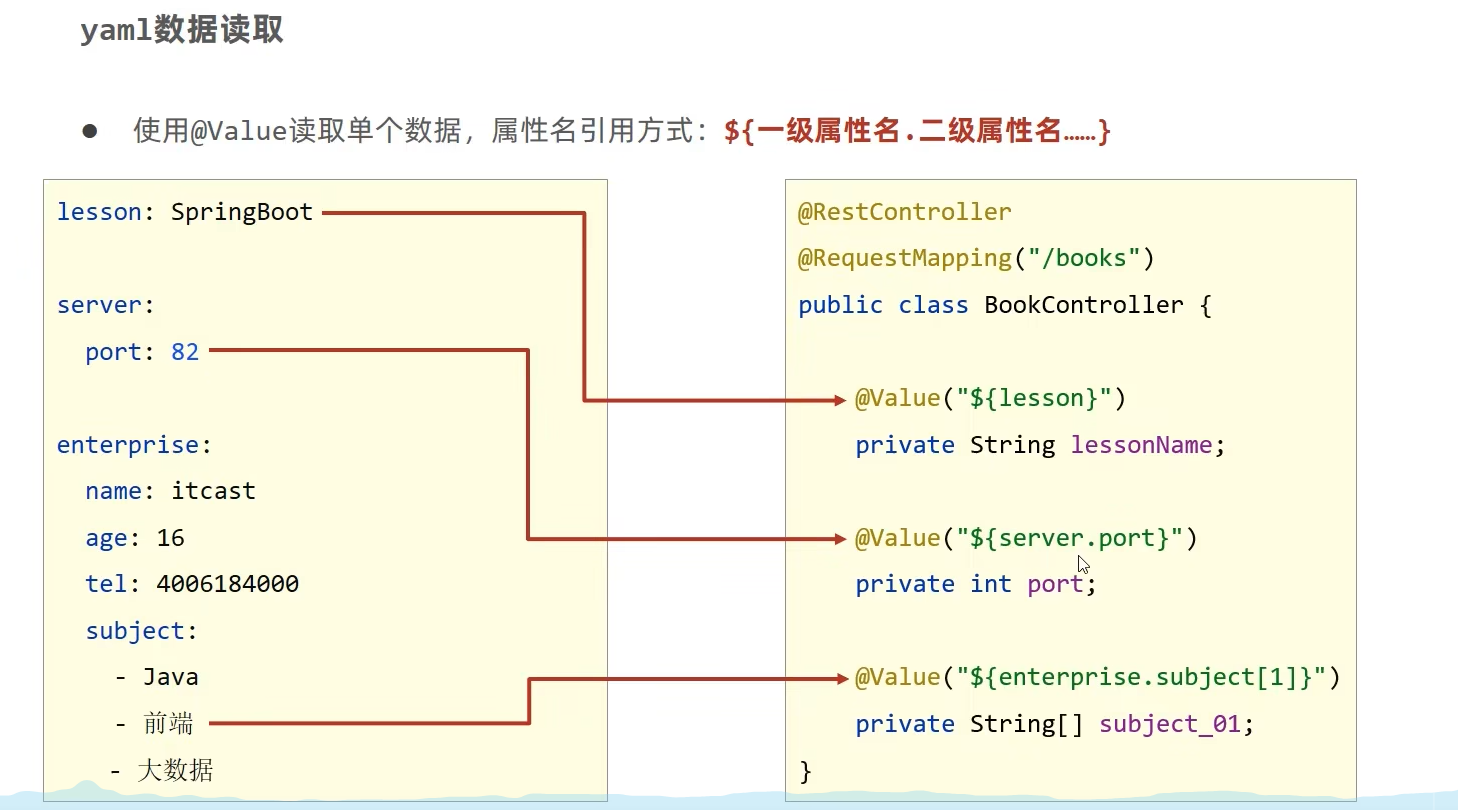 yaml数据读取
● 使用@Value读取单个数据，属性名引用方式：${一级属性名.二级属性名……}
lesson: SpringBoot
server:
  port: 82
enterprise:
  name: itcast
  age: 16
  tel: 4006184000
  subject:
    - Java
    - 前端
    - 大数据
@RestController
@RequestMapping("/books")
public class BookController {
    @Value("${lesson}")
    private String lessonName;
    @Value("${server.port}")
    private int port;
    @Value("${enterprise.subject[1]}")
    private String[] subject_01;
}